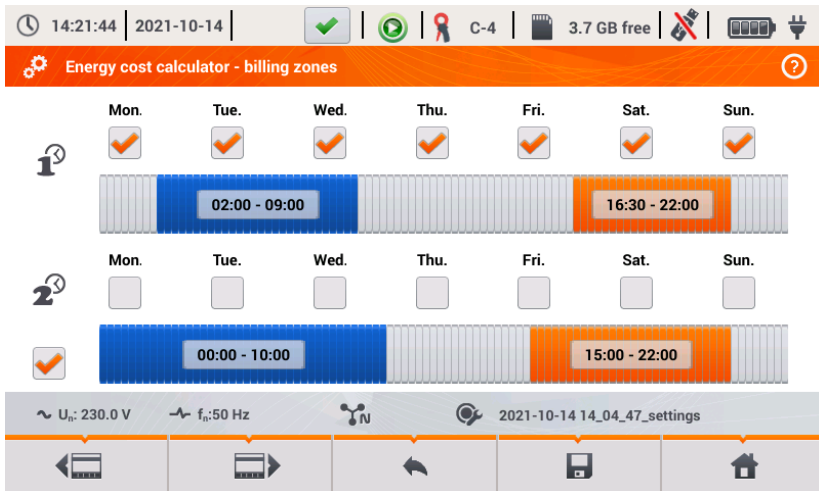 14:21:44 2021-10-14 C-4 3.7 GB free
Energy cost calculator - billing zones ?
Mon. Tue. Wed. Thu. Fri. Sat. Sun.
1
02:00 - 09:00 16:30 - 22:00
Mon. Tue. Wed. Thu. Fri. Sat. Sun.
2
00:00 - 10:00 15:00 - 22:00
Un: 230.0 V fn:50 Hz N 2021-10-14 14_04_47_settings